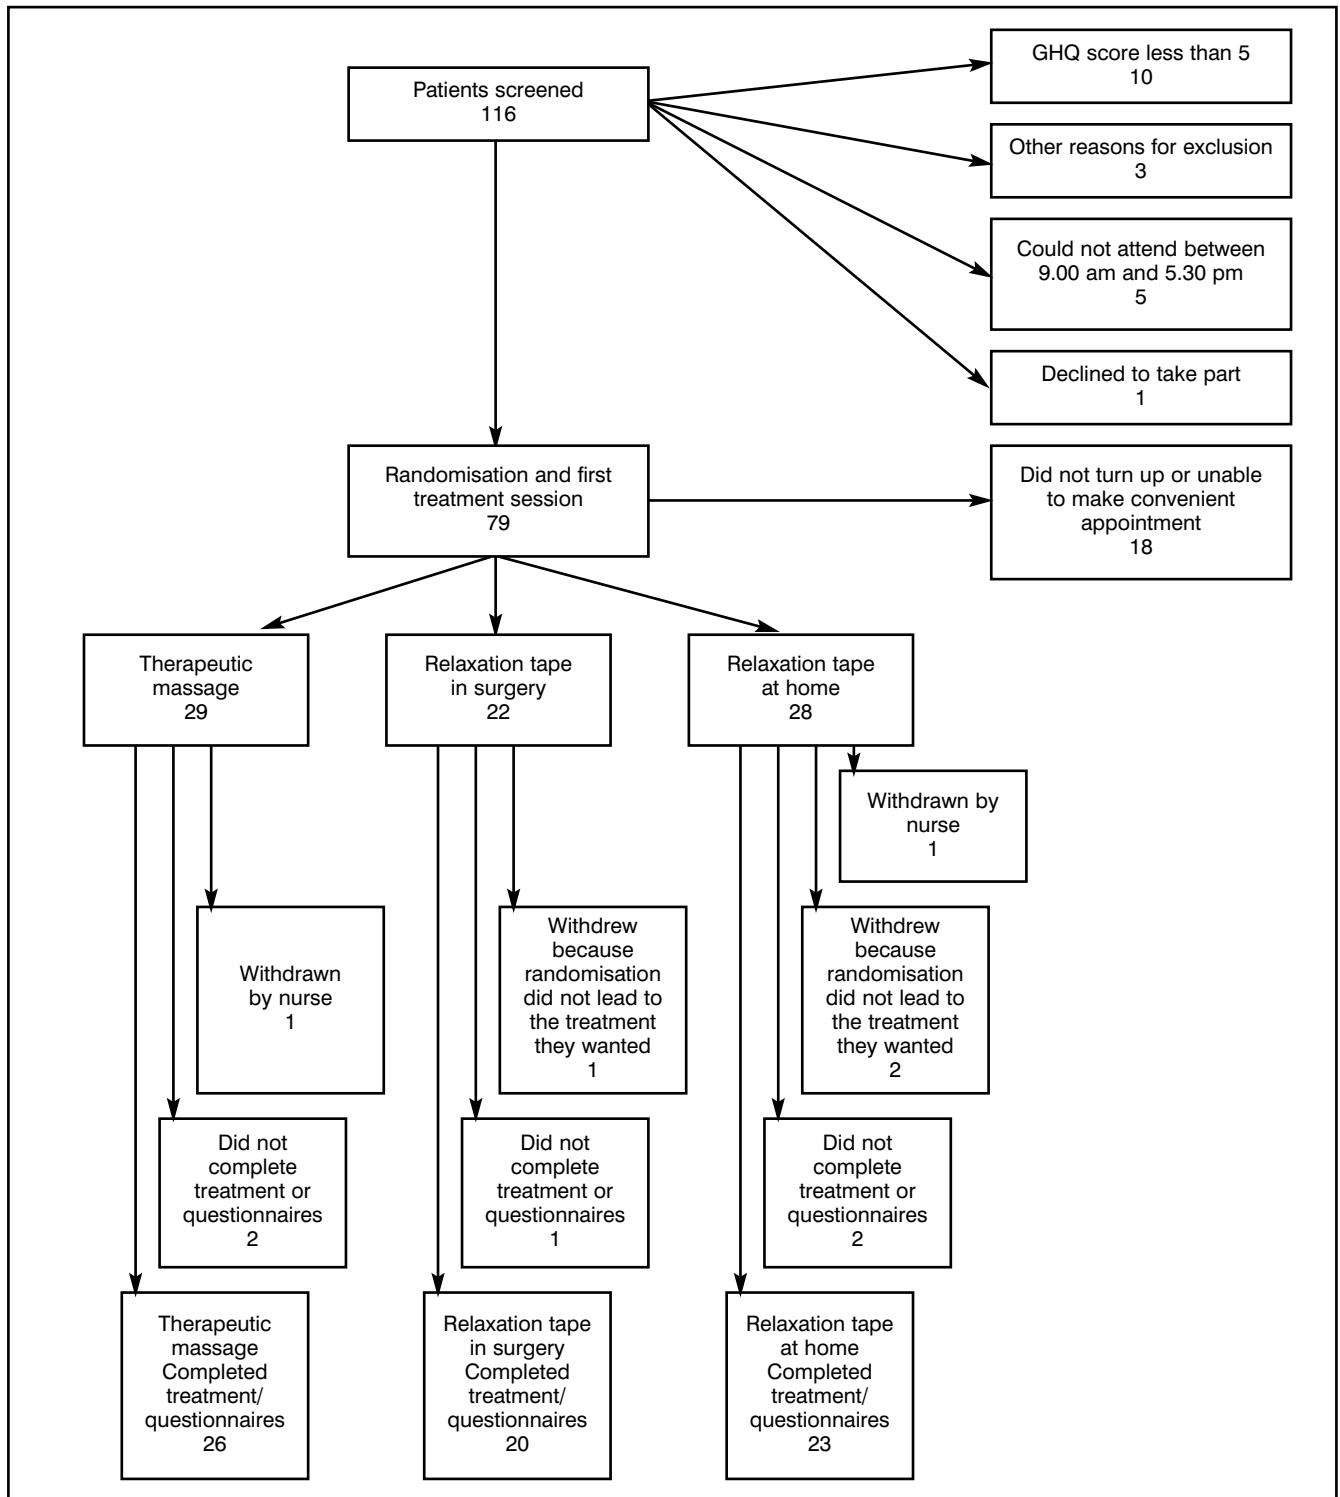 Patients screened
116
GHQ score less than 5
10
Other reasons for exclusion
3
Could not attend between
9.00 am and 5.30 pm
5
Declined to take part
1
Randomisation and first
treatment session
79
Did not turn up or unable
to make convenient
appointment
18
Therapeutic
massage
29
Relaxation tape
in surgery
22
Relaxation tape
at home
28
Withdrawn by
nurse
1
Withdrawn
by nurse
1
Withdrew
because
randomisation
did not lead to
the treatment
they wanted
1
Withdrew
because
randomisation
did not lead to
the treatment
they wanted
2
Did not
complete
treatment or
questionnaires
2
Did not
complete
treatment or
questionnaires
1
Did not
complete
treatment or
questionnaires
2
Therapeutic
massage
Completed
treatment/
questionnaires
26
Relaxation tape
in surgery
Completed
treatment/
questionnaires
20
Relaxation tape
at home
Completed
treatment/
questionnaires
23